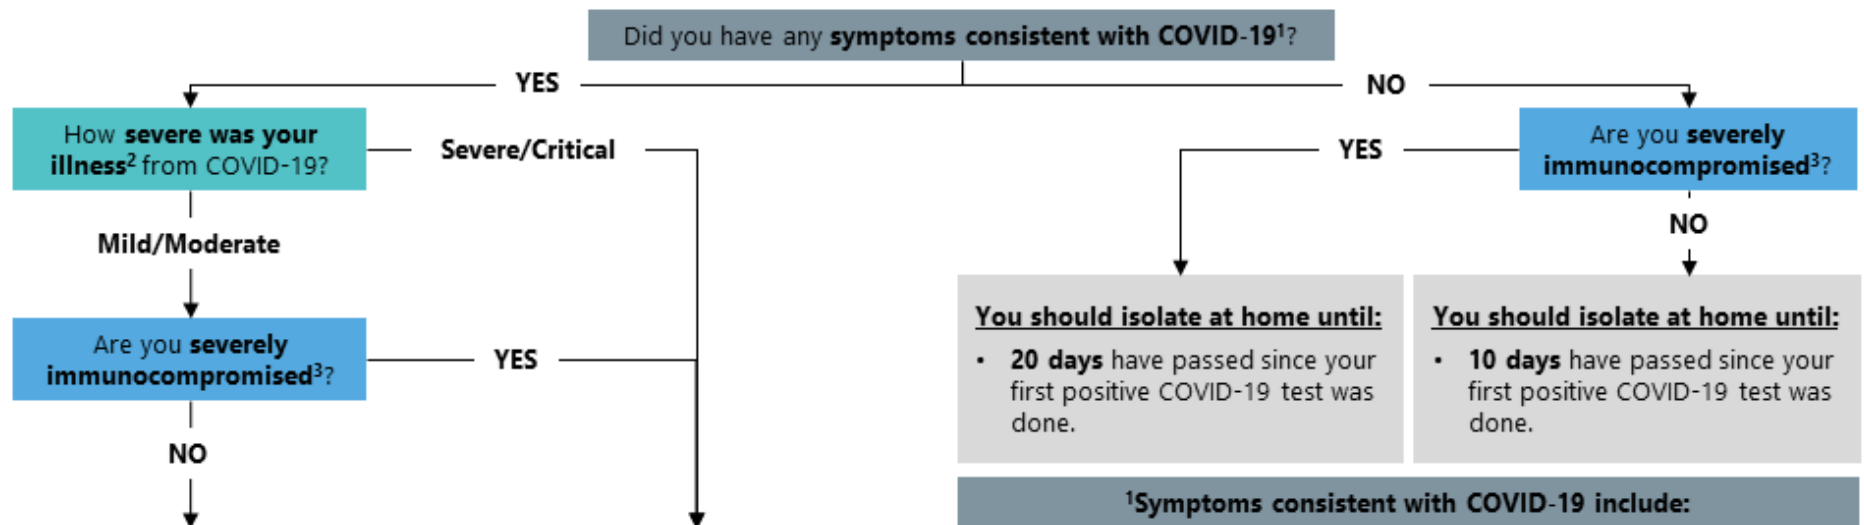 Did you have any symptoms consistent with COVID-19¹?
YES
NO
How severe was your
illness² from COVID-19?
Severe/Critical
YES
Are you severely
immunocompromised³?
Mild/Moderate
NO
Are you severely
immunocompromised³?
YES
NO
You should isolate at home until:
• 20 days have passed since your
first positive COVID-19 test was
done.
You should isolate at home until:
• 10 days have passed since your
first positive COVID-19 test was
done.
¹Symptoms consistent with COVID-19 include: